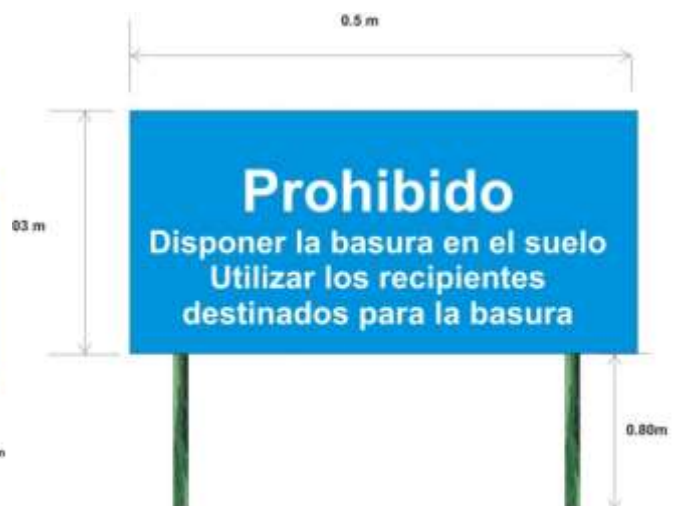 0.5 m
03 m
Prohibido
Disponer la basura en el suelo
Utilizar los recipientes
destinados para la basura
0.80m